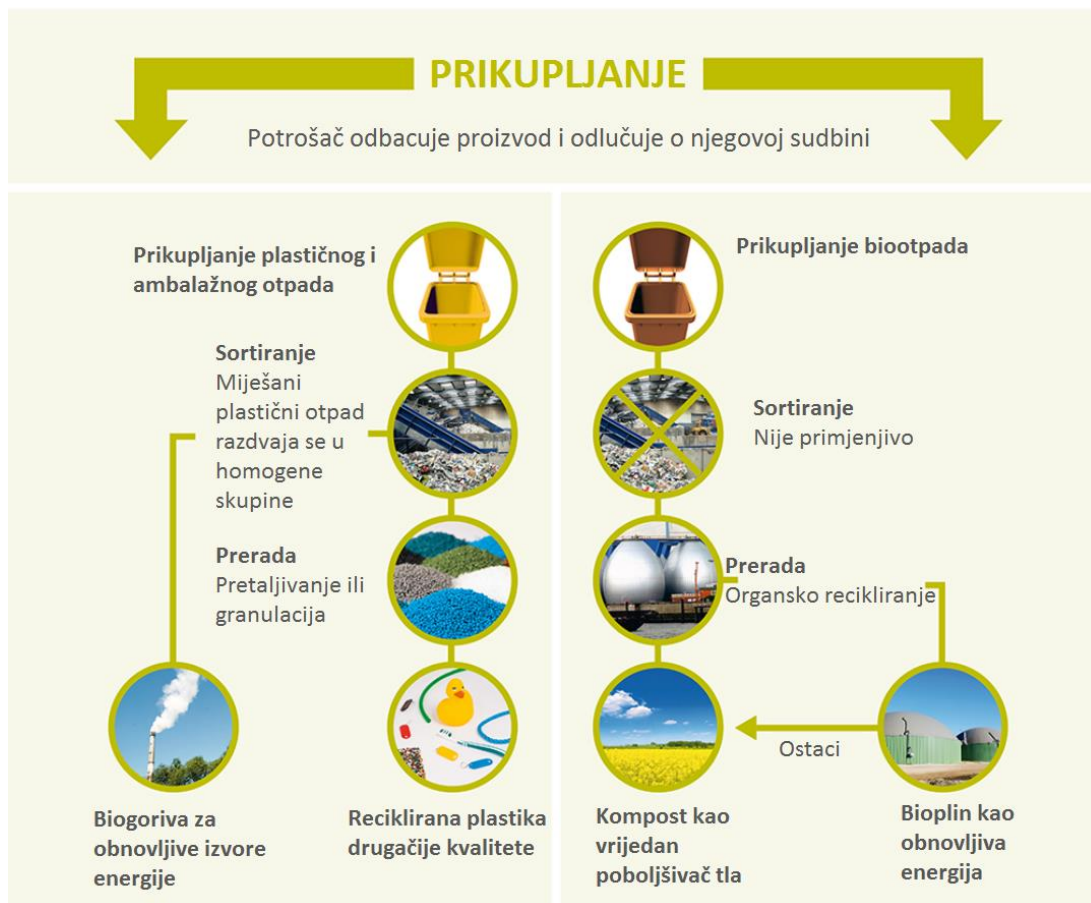 PRIKUPLJANJE
Potrošač odbacuje proizvod i odlučuje o njegovoj sudbini
Prikupljanje plastičnog i
ambalažnog otpada
Sortiranje
Miješani
plastični otpad
razdvaja se u
homogene
skupine
Prerada
Pretaljivanje ili
granulacija
Biogoriva za
obnovljive izvore
energije
Reciklirana plastika
drugačije kvalitete
Prikupljanje biootpada
Sortiranje
Nije primjenjivo
Prerada
Organsko recikliranje
Ostaci
Kompost kao
vrijedan
poboljšivač tla
Bioplin kao
obnovljiva
energija